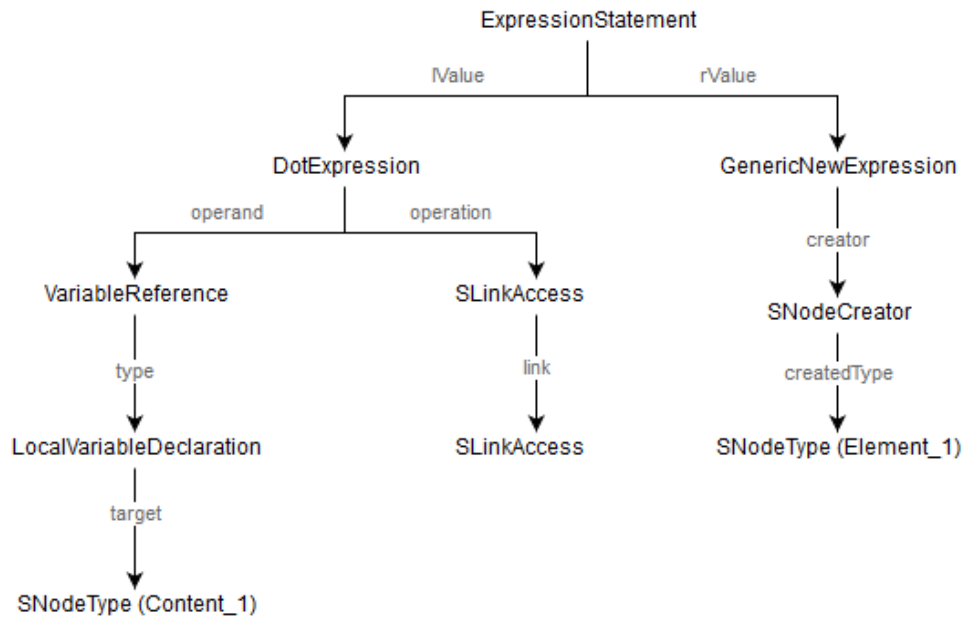 ExpressionStatement
lValue
rValue
DotExpression
GenericNewExpression
operand
operation
creator
VariableReference
SLinkAccess
SNodeCreator
type
link
createdType
LocalVariableDeclaration
SLinkAccess
SNodeType (Element_1)
target
SNodeType (Content_1)